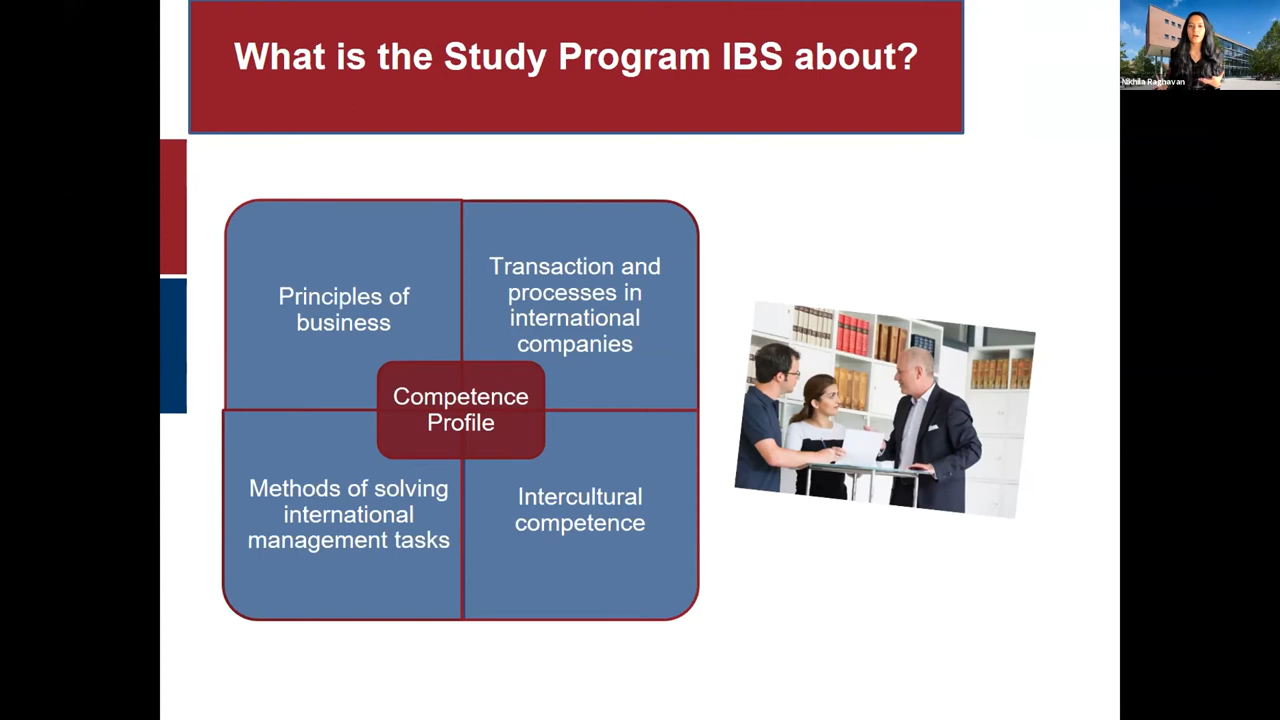 What is the Study Program IBS about?
Nikhila Raghavan
Principles of
business
Transaction and
processes in
international
companies
Competence
Profile
Methods of solving
international
management tasks
Intercultural
competence